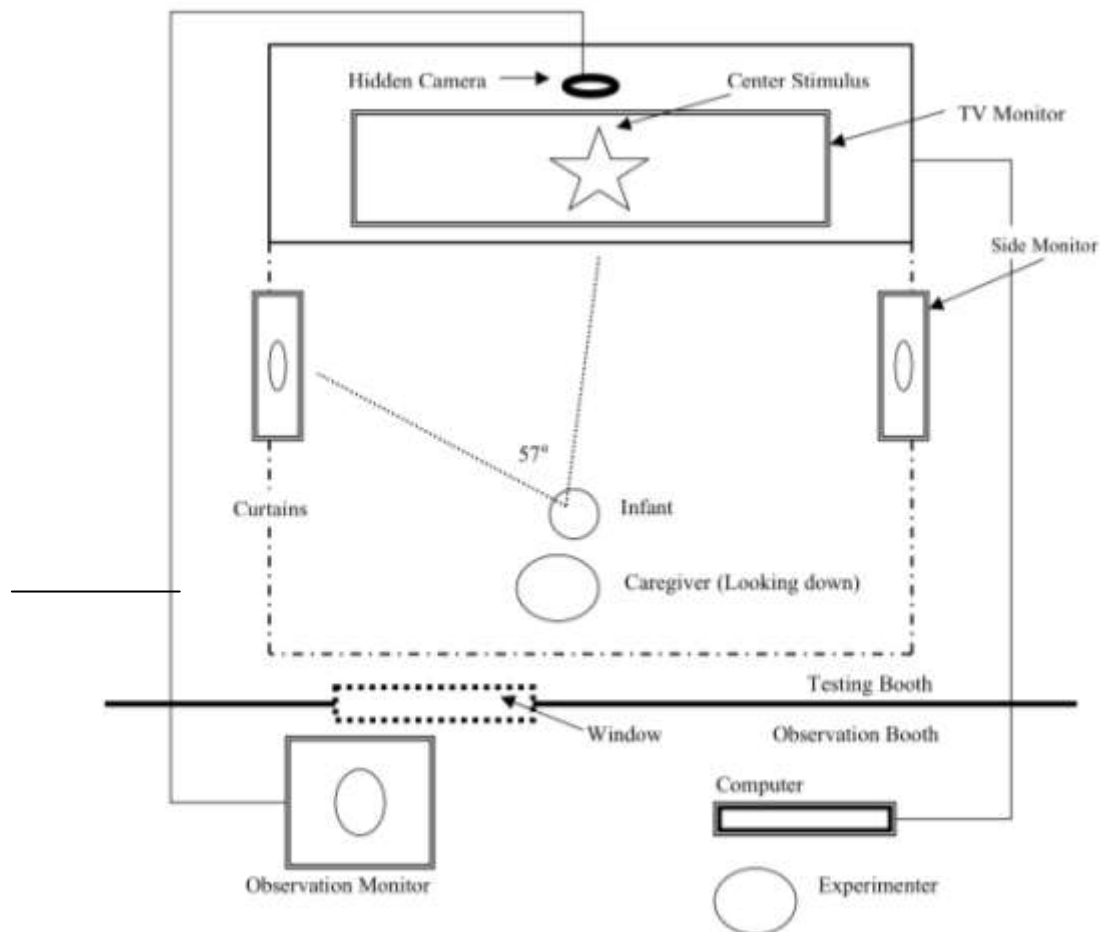 Hidden Camera
Center Stimulus
TV Monitor
Side Monitor
57°
Curtains
Infant
Caregiver (Looking down)
Testing Booth
Window
Observation Booth
Computer
Observation Monitor
Experimenter